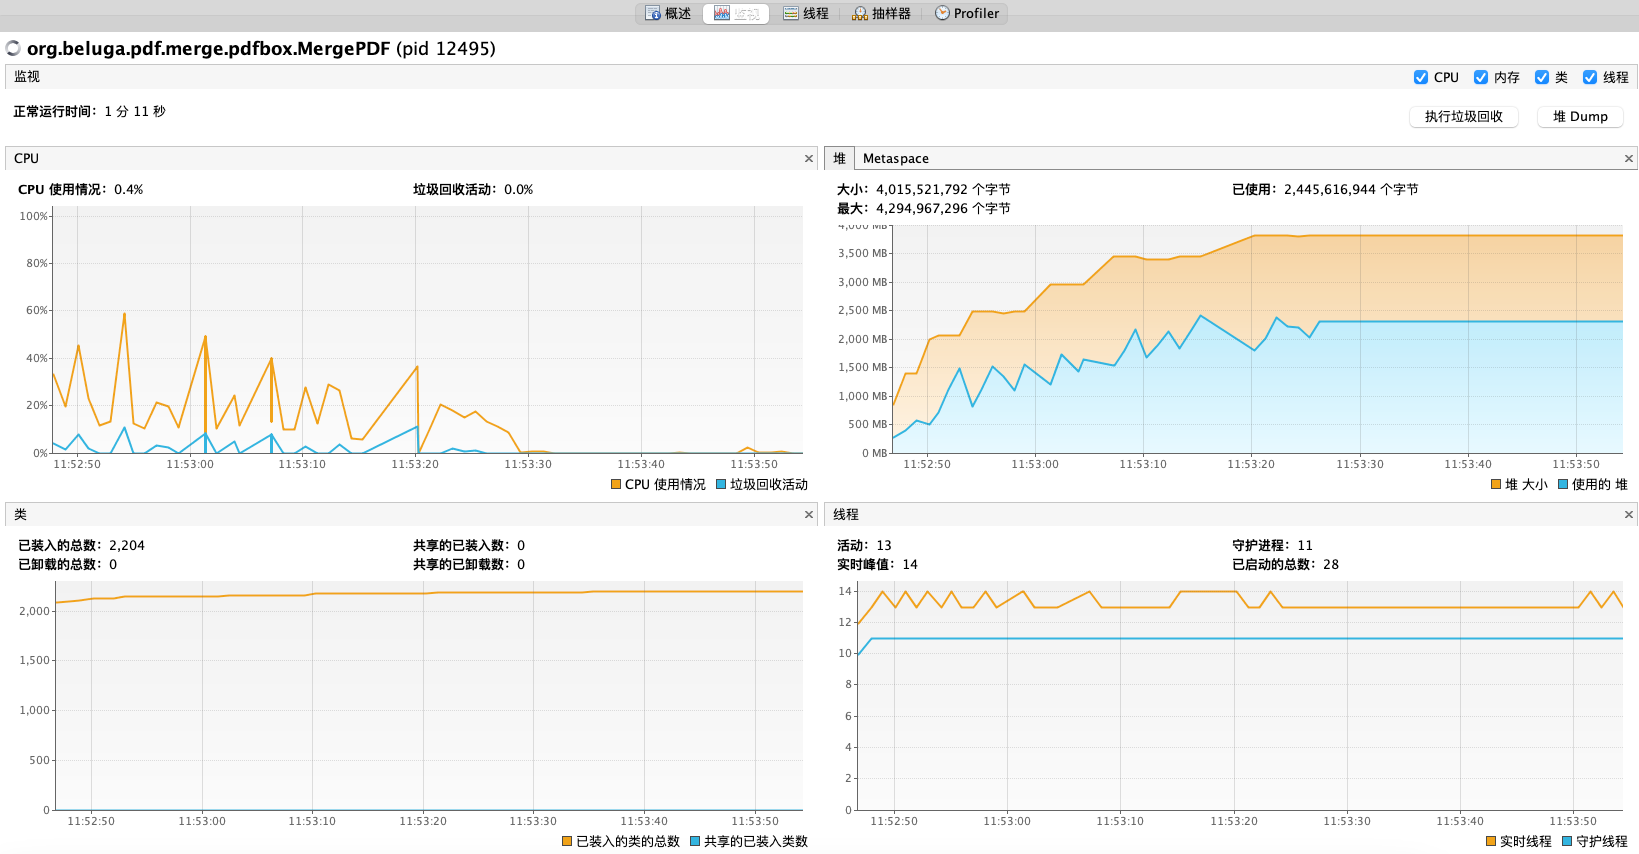 概述 监视 线程 抽样器 Profiler
org.beluga.pdf.merge.pdfbox.MergePDF (pid 12495)
监视
CPU 内存 类 线程
正常运行时间: 1 分 11 秒
执行垃圾回收 堆 Dump
CPU
CPU 使用情况: 0.4% 垃圾回收活动: 0.0%
100%
80%
60%
40%
20%
0%
11:52:50 11:53:00 11:53:10 11:53:20 11:53:30 11:53:40 11:53:50
CPU 使用情况 垃圾回收活动
堆 Metaspace
大小: 4,015,521,792 个字节 已使用: 2,445,616,944 个字节
最大: 4,294,967,296 个字节
4,000 MB
3,500 MB
3,000 MB
2,500 MB
2,000 MB
1,500 MB
1,000 MB
500 MB
0 MB
11:52:50 11:53:00 11:53:10 11:53:20 11:53:30 11:53:40 11:53:50
堆 大小 使用的 堆
类
已装入的总数: 2,204 共享的已装入数: 0
已卸载的总数: 0 共享的已卸载数: 0
2,000
1,500
1,000
500
0
11:52:50 11:53:00 11:53:10 11:53:20 11:53:30 11:53:40 11:53:50
已装入的类的总数 共享的已装入类数
线程
活动: 13 守护进程: 11
实时峰值: 14 已启动的总数: 28
14
12
10
8
6
4
2
0
11:52:50 11:53:00 11:53:10 11:53:20 11:53:30 11:53:40 11:53:50
实时线程 守护线程